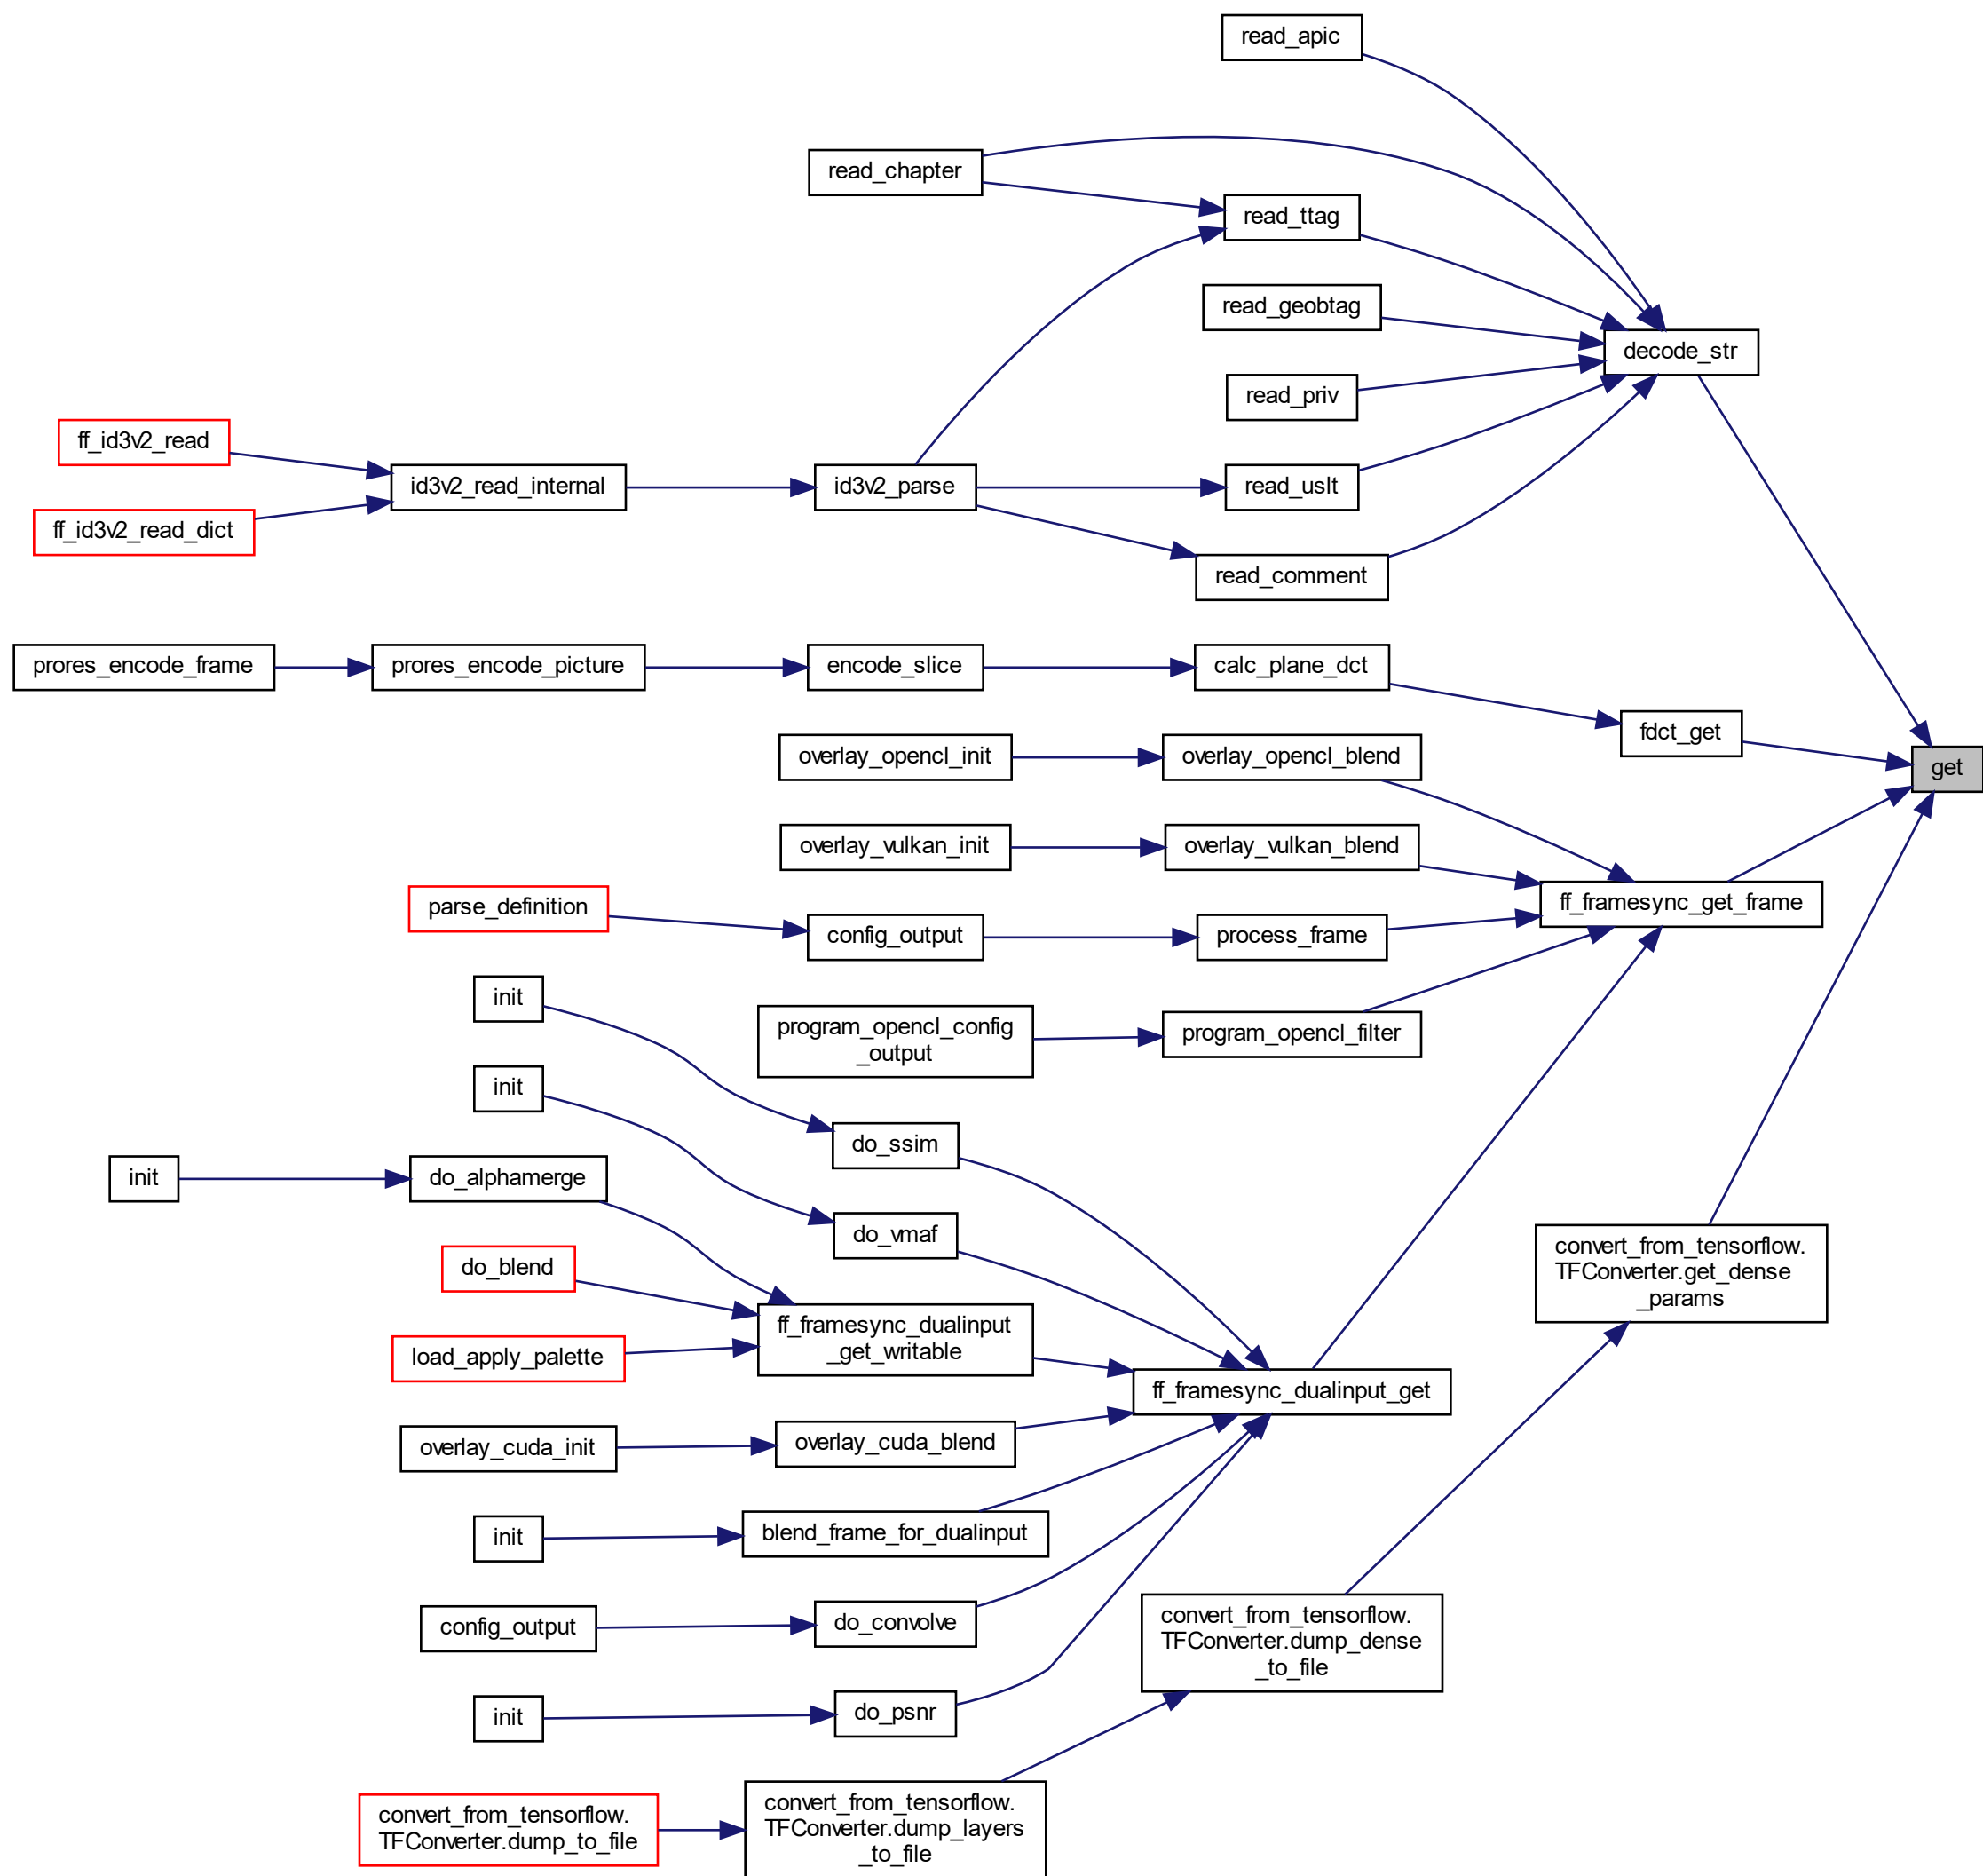 read_apic
read_chapter
read_ttag
read_geobtag
decode_str
read_priv
ff_id3v2_read
id3v2_read_internal
id3v2_parse
read_uslt
ff_id3v2_read_dict
read_comment
prores_encode_frame
prores_encode_picture
encode_slice
calc_plane_dct
fdct_get
overlay_opencl_init
overlay_opencl_blend
get
overlay_vulkan_init
overlay_vulkan_blend
parse_definition
ff_framesync_get_frame
config_output
process_frame
init
program_opencl_config
_output
program_opencl_filter
init
do_ssim
init
do_alphamerge
do_vmaf
do_blend
convert_from_tensorflow.
TFConverter.get_dense
_params
load_apply_palette
ff_framesync_dualinput
_get_writable
ff_framesync_dualinput_get
overlay_cuda_init
overlay_cuda_blend
init
blend_frame_for_dualinput
config_output
do_convolve
convert_from_tensorflow.
TFConverter.dump_dense
_to_file
init
do_psnr
convert_from_tensorflow.
TFConverter.dump_to_file
convert_from_tensorflow.
TFConverter.dump_layers
_to_file